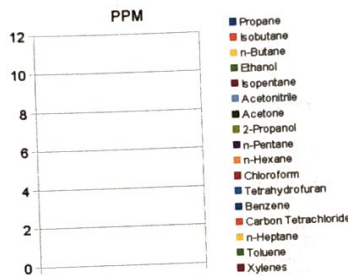 PPM
12
10
8
6
4
2
0
Propane
Isobutane
n-Butane
Ethanol
Isopentane
Acetonitrile
Acetone
2-Propanol
n-Pentane
n-Hexane
Chloroform
Tetrahydrofuran
Benzene
Carbon Tetrachloride
n-Heptane
Toluene
Xylenes